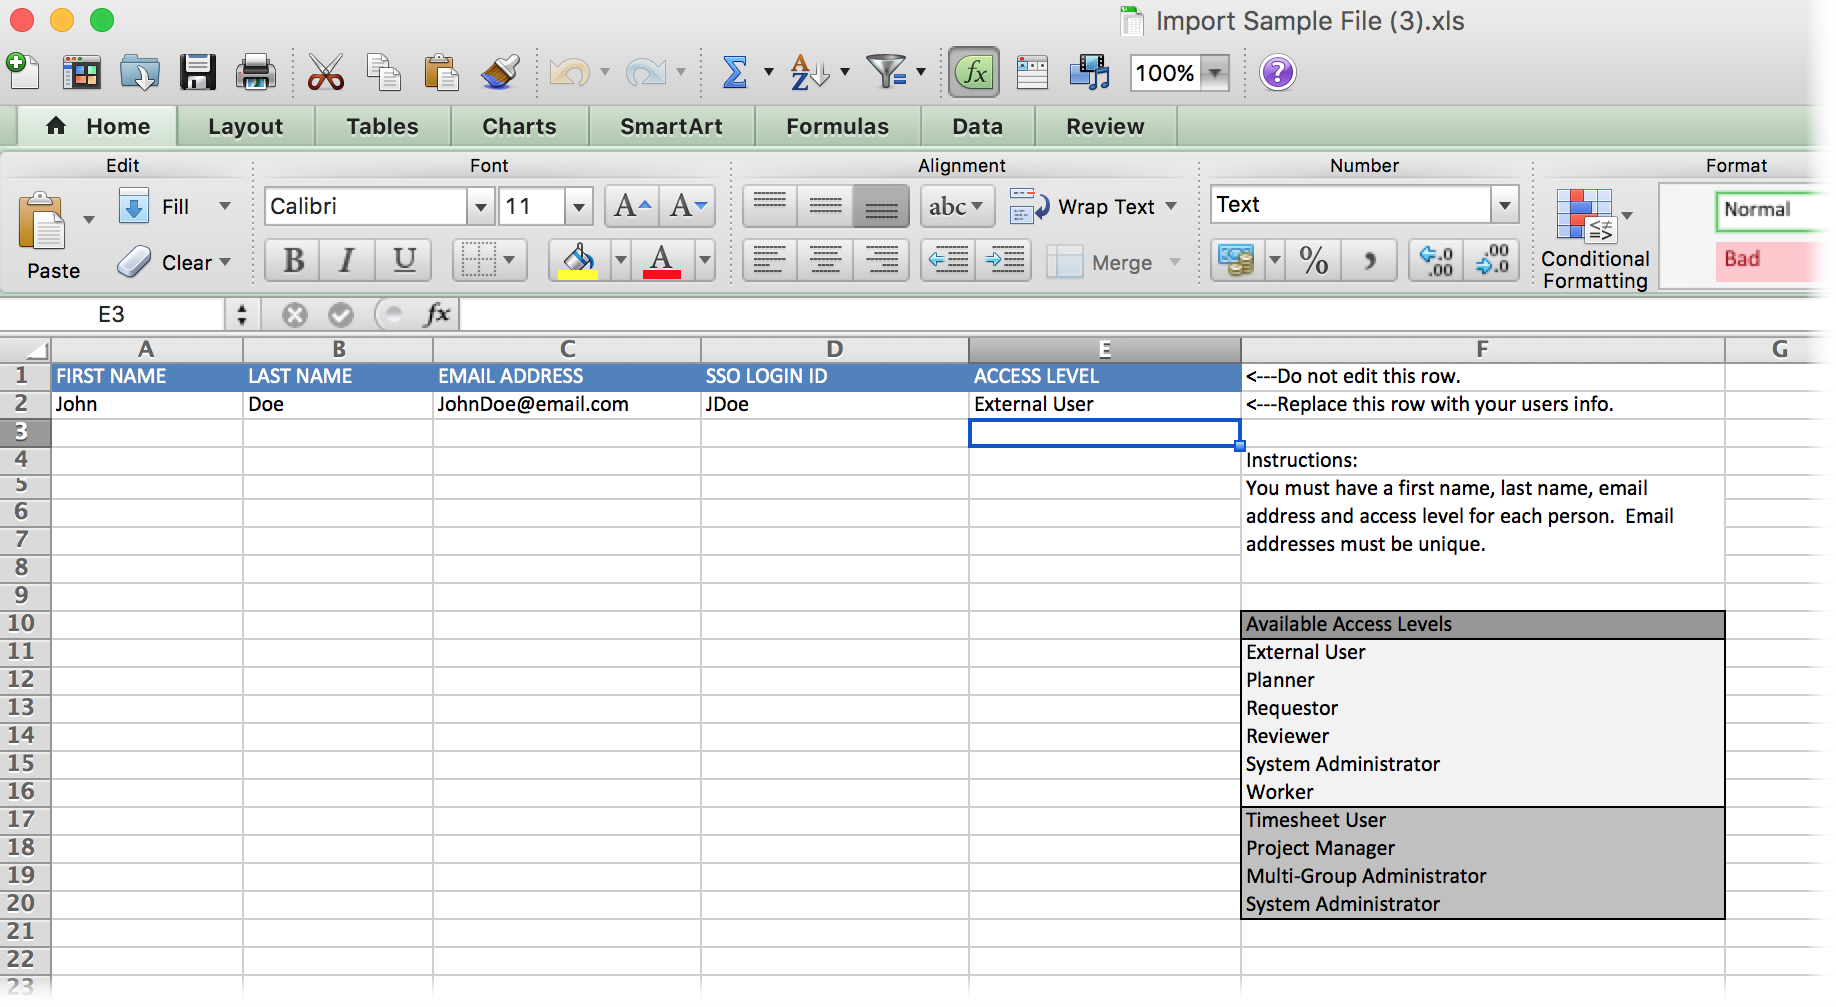 Import Sample File (3).xls
100%
Home Layout Tables Charts SmartArt Formulas Data Review
Edit Font Alignment Number Format
Paste Fill Clear
Calibri 11 A A
B I U A
abc Wrap Text
Merge
Text
% .0 .00 .00 .0
Conditional
Formatting
Normal
Bad
E3 fx
A B C D E F G
1 FIRST NAME LAST NAME EMAIL ADDRESS SSO LOGIN ID ACCESS LEVEL <---Do not edit this row.
2 John Doe JohnDoe@email.com JDoe External User <---Replace this row with your users info.
3
4 Instructions:
5 You must have a first name, last name, email
6 address and access level for each person.  Email
7 addresses must be unique.
8
9
10 Available Access Levels
11 External User
12 Planner
13 Requestor
14 Reviewer
15 System Administrator
16 Worker
17 Timesheet User
18 Project Manager
19 Multi-Group Administrator
20 System Administrator
21
22
23